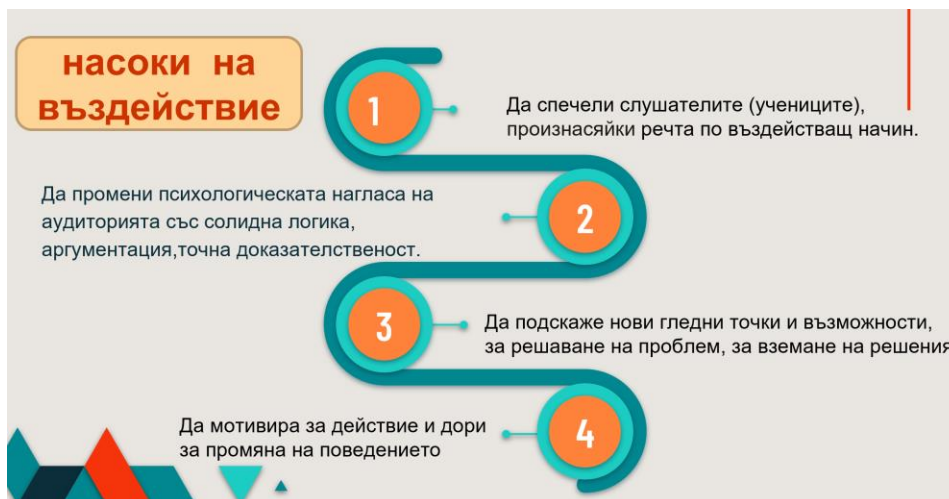 насоки на
въздействие
1
Да спечели слушателите (учениците),
произнасяйки речта по въздействащ начин.
Да промени психологическата нагласа на
аудиторията със солидна логика,
аргументация,точна доказателственост.
2
3
Да подскаже нови гледни точки и възможности,
за решаване на проблем, за вземане на решения
Да мотивира за действие и дори
за промяна на поведението
4